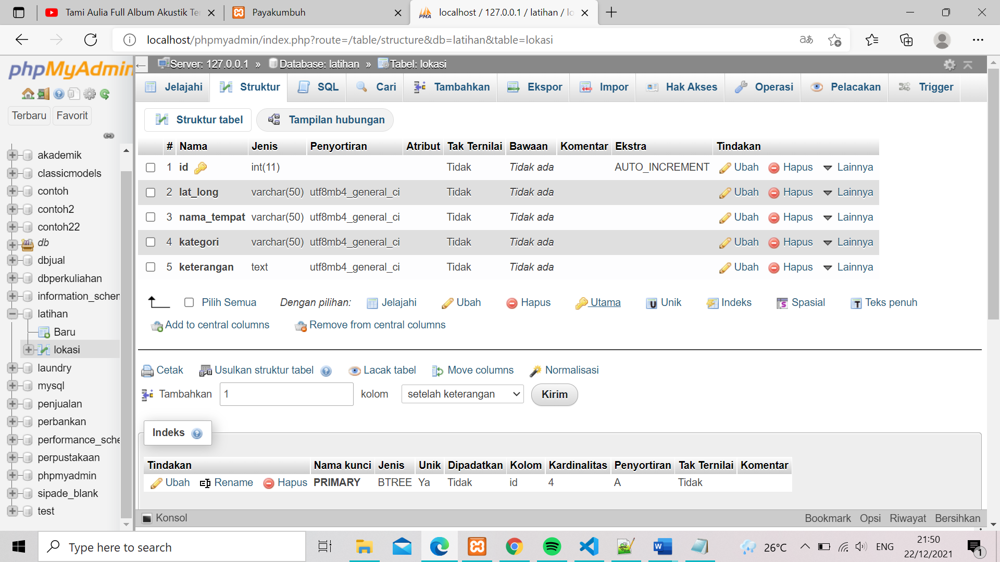 Tami Aulia Full Album Akustik Te
Payakumbuh
localhost / 127.0.0.1 / latihan / lo
localhost/phpmyadmin/index.php?route=/table/structure&db=latihan&table=lokasi
phpMyAdmin
Terbaru Favorit
akademik
classicmodels
contoh
contoh2
contoh22
db
dbjual
dbperkuliahan
information_schem
latihan
Baru
lokasi
laundry
mysql
penjualan
perbankan
performance_sche
perpustakaan
phpmyadmin
sipade_blank
test
Server: 127.0.0.1 » Database: latihan » Tabel: lokasi
Jelajahi Struktur SQL Cari Tambahkan Ekspor Impor Hak Akses Operasi Pelacakan Trigger
Struktur tabel Tampilan hubungan
# Nama Jenis Penyortiran Atribut Tak Ternilai Bawaan Komentar Ekstra Tindakan
1 id int(11) Tidak Tidak ada AUTO_INCREMENT Ubah Hapus Lainnya
2 lat_long varchar(50) utf8mb4_general_ci Tidak Tidak ada Ubah Hapus Lainnya
3 nama_tempat varchar(50) utf8mb4_general_ci Tidak Tidak ada Ubah Hapus Lainnya
4 kategori varchar(50) utf8mb4_general_ci Tidak Tidak ada Ubah Hapus Lainnya
5 keterangan text utf8mb4_general_ci Tidak Tidak ada Ubah Hapus Lainnya
Pilih Semua Dengan pilihan: Jelajahi Ubah Hapus Utama Unik Indeks Spasial Teks penuh
Add to central columns Remove from central columns
Cetak Usulkan struktur tabel Lacak tabel Move columns Normalisasi
Tambahkan 1 kolom setelah keterangan Kirim
Indeks
Tindakan Nama kunci Jenis Unik Dipadatkan Kolom Kardinalitas Penyortiran Tak Ternilai Komentar
Ubah Rename Hapus PRIMARY BTREE Ya Tidak id 4 A Tidak
Konsol Bookmark Opsi Riwayat Bersihkan
Type here to search
26°C ENG
21:50
22/12/2021
1